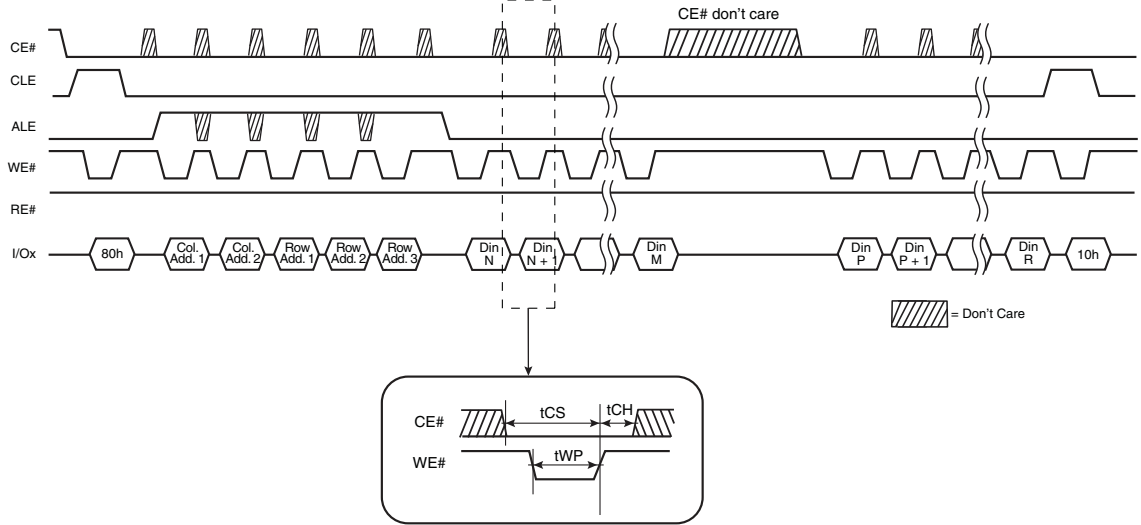 CE# don't care
CE#
CLE
ALE
WE#
RE#
I/Ox
80h
Col.
Add. 1
Col.
Add. 2
Row
Add. 1
Row
Add. 2
Row
Add. 3
Din
N
Din
N + 1
Din
M
Din
P
Din
P + 1
Din
R
10h
= Don't Care
CE#
tCS
tCH
WE#
tWP